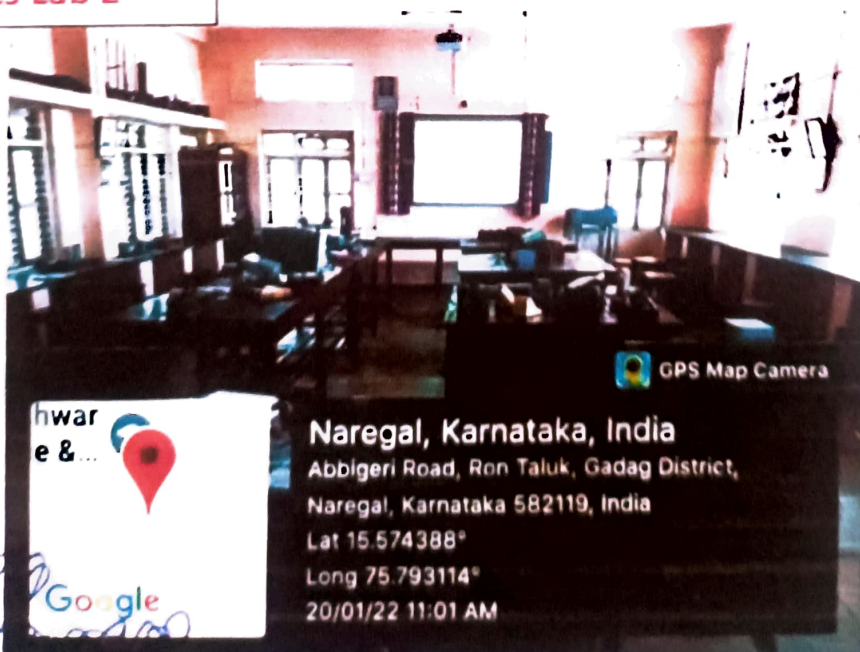 GPS Map Camera
hwar
e &...
Google
Naregal, Karnataka, India
Abbigeri Road, Ron Taluk, Gadag District,
Naregal, Karnataka 582119, India
Lat 15.574388°
Long 75.793114°
20/01/22 11:01 AM